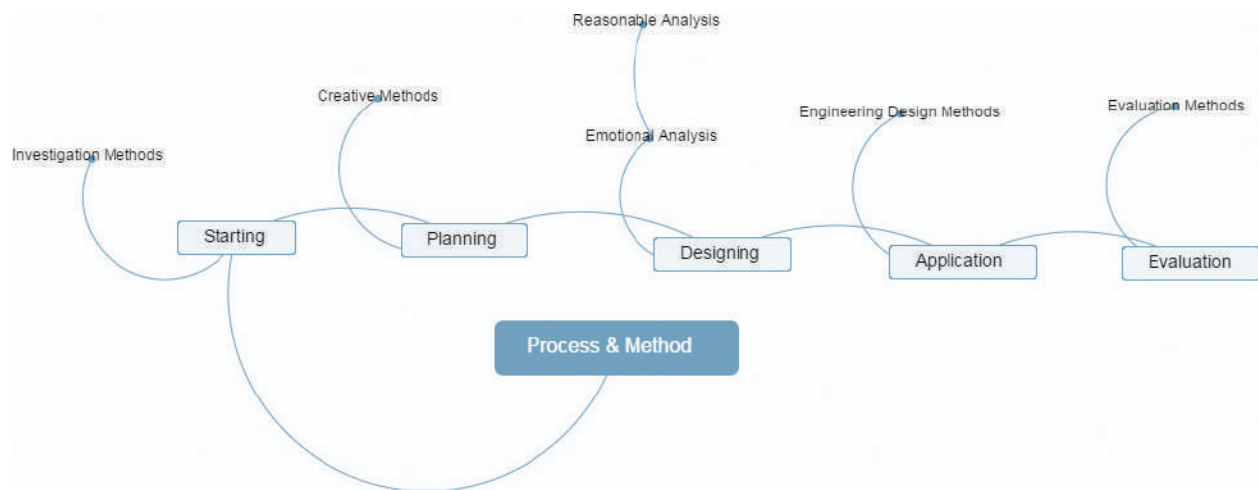 Reasonable Analysis
Creative Methods
Engineering Design Methods
Evaluation Methods
Emotional Analysis
Investigation Methods
Starting
Planning
Designing
Application
Evaluation
Process & Method